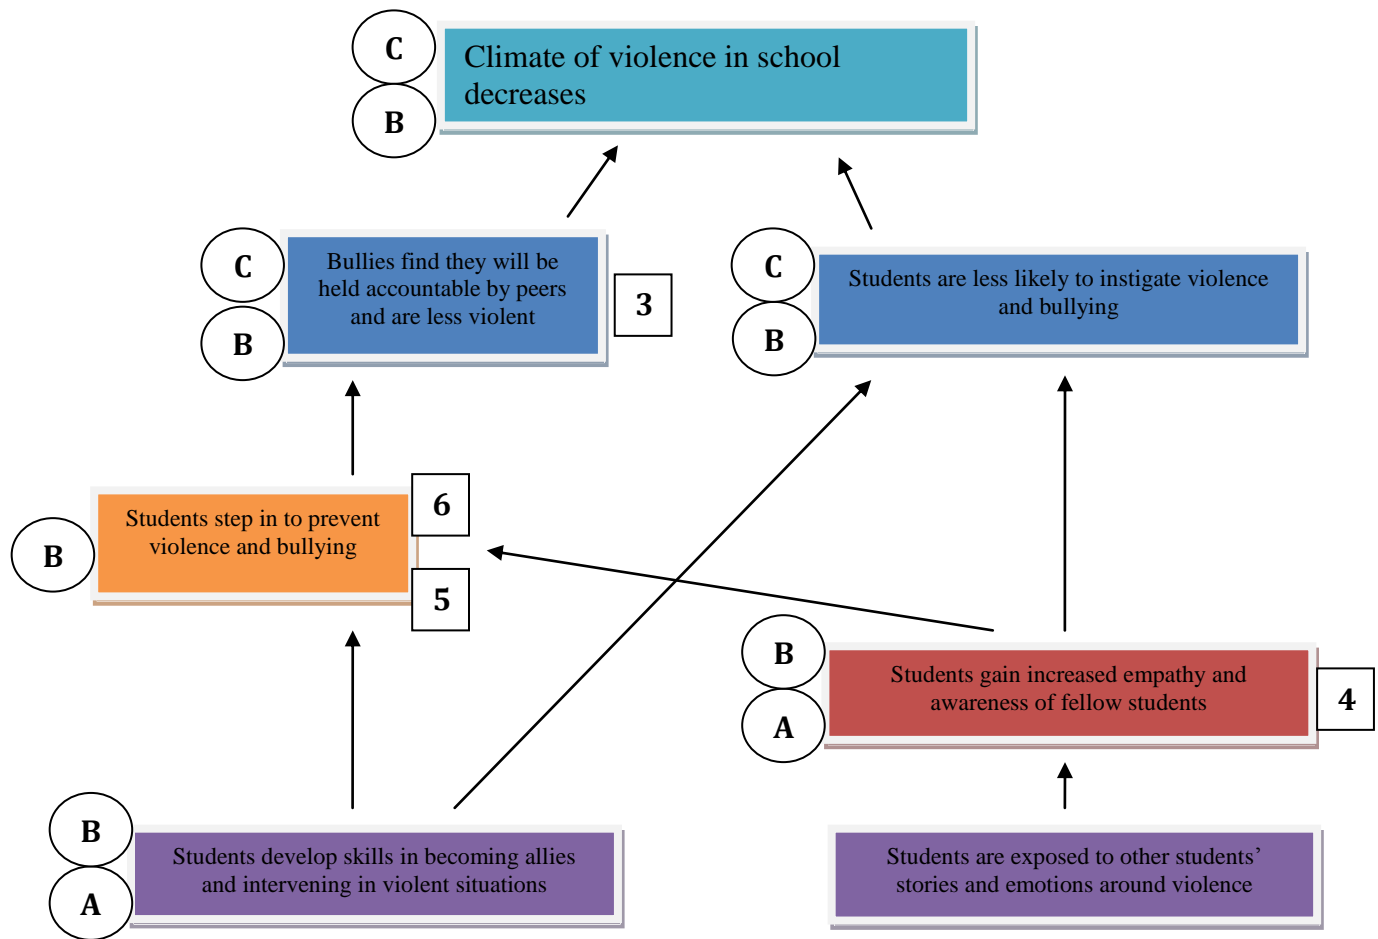 C
Climate of violence in school
decreases
B
C
Bullies find they will be
held accountable by peers
and are less violent
B
3
C
Students are less likely to instigate violence
and bullying
B
B
Students step in to prevent
violence and bullying
6
5
B
A
Students gain increased empathy and
awareness of fellow students
4
B
A
Students develop skills in becoming allies
and intervening in violent situations
Students are exposed to other students’
stories and emotions around violence